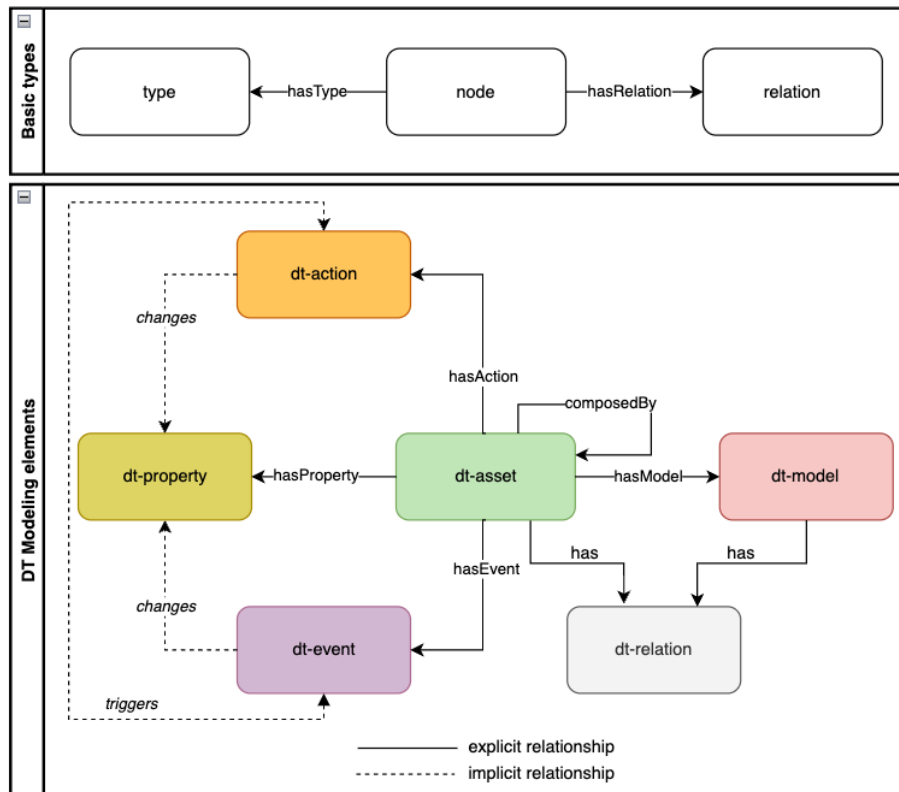 Basic types
type
hasType
node
hasRelation
relation
DT Modeling elements
dt-action
changes
hasAction
composedBy
dt-property
hasProperty
dt-asset
hasModel
dt-model
has
has
hasEvent
changes
dt-event
dt-relation
triggers
explicit relationship
implicit relationship